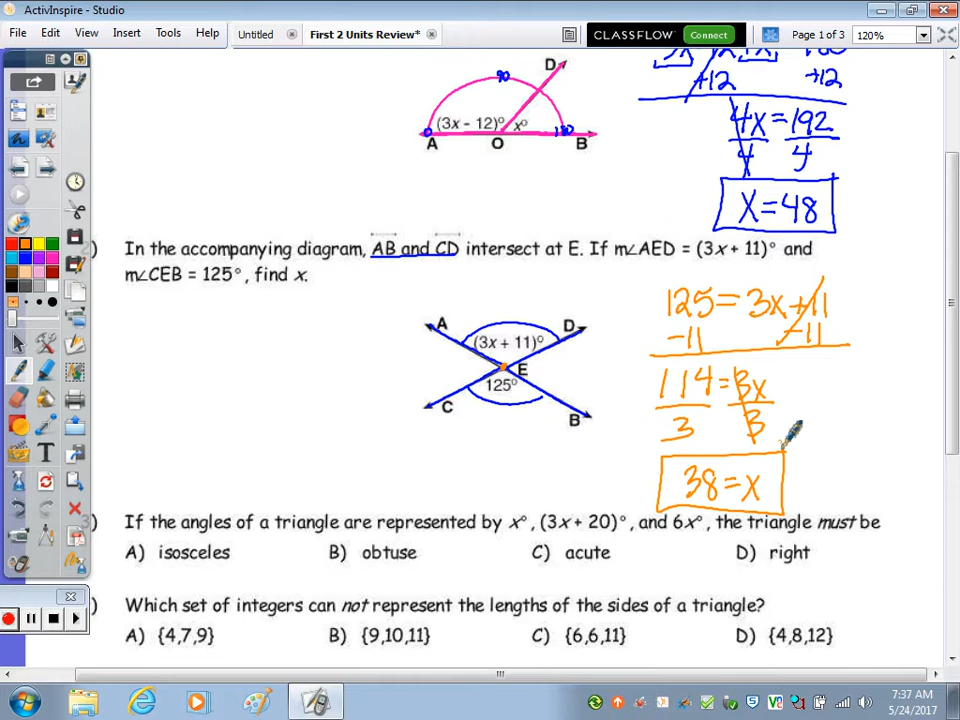 ActivInspire - Studio
File Edit View Insert Tools Help Untitled First 2 Units Review* CLASSFLOW Connect Page 1 of 3 120%
+12 +12
4x = 192
4 4
X = 48
D
90
(3x - 12)° x°
0 180
A O B
2) In the accompanying diagram, AB and CD intersect at E. If m∠AED = (3x + 11)° and
m∠CEB = 125°, find x.
A D
(3x + 11)°
E
125°
C
B
125 = 3x + 11
-11 -11
114 = 3x
3 3
38 = x
3) If the angles of a triangle are represented by x°, (3x + 20)°, and 6x°, the triangle must be
A) isosceles B) obtuse C) acute D) right
) Which set of integers can not represent the lengths of the sides of a triangle?
A) {4,7,9} B) {9,10,11} C) {6,6,11} D) {4,8,12}
7:37 AM
5/24/2017